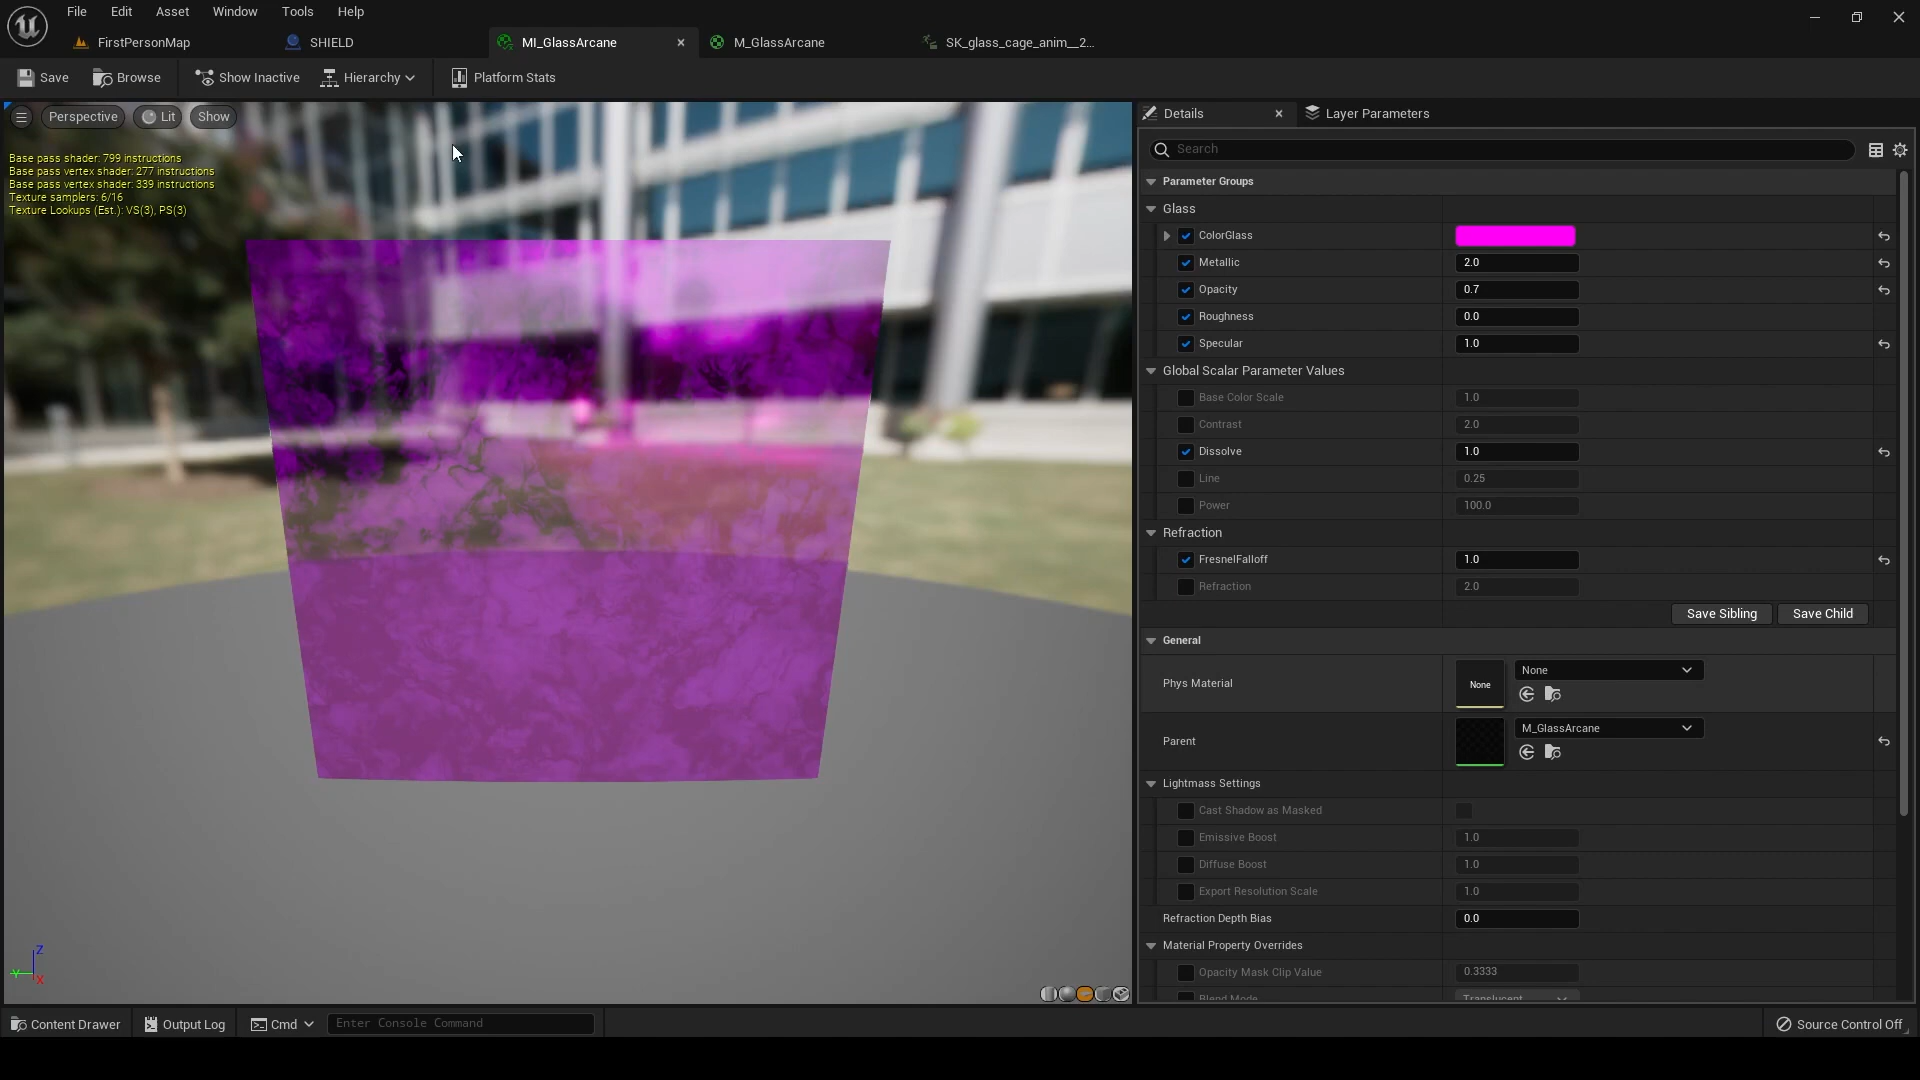 File Edit Asset Window Tools Help
FirstPersonMap SHIELD MI_GlassArcane M_GlassArcane SK_glass_cage_anim__2...
Save Browse Show Inactive Hierarchy Platform Stats
Perspective Lit Show
Base pass shader: 799 instructions
Base pass vertex shader: 277 instructions
Base pass vertex shader: 339 instructions
Texture samplers: 6/16
Texture Lookups (Est.): VS(3), PS(3)
Z
Y
X
Details Layer Parameters
Search
Parameter Groups
Glass
ColorGlass
Metallic 2.0
Opacity 0.7
Roughness 0.0
Specular 1.0
Global Scalar Parameter Values
Base Color Scale 1.0
Contrast 2.0
Dissolve 1.0
Line 0.25
Power 100.0
Refraction
FresnelFalloff 1.0
Refraction 2.0
Save Sibling Save Child
General
Phys Material None None
Parent M_GlassArcane
Lightmass Settings
Cast Shadow as Masked
Emissive Boost 1.0
Diffuse Boost 1.0
Export Resolution Scale 1.0
Refraction Depth Bias 0.0
Material Property Overrides
Opacity Mask Clip Value 0.3333
Blend Mode Translucent
Content Drawer Output Log Cmd Enter Console Command Source Control Off